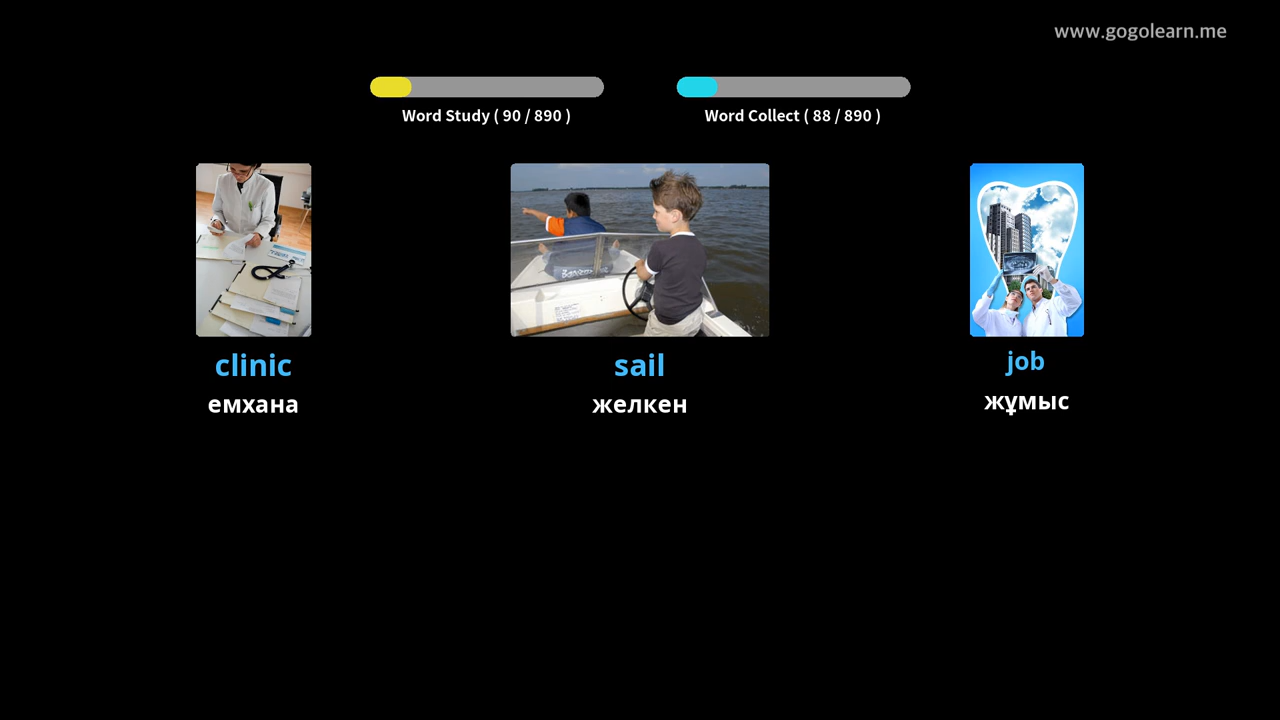 www.gogolearn.me
Word Study ( 90 / 890 )
Word Collect ( 88 / 890 )
clinic
емхана
sail
желкен
job
жұмыс